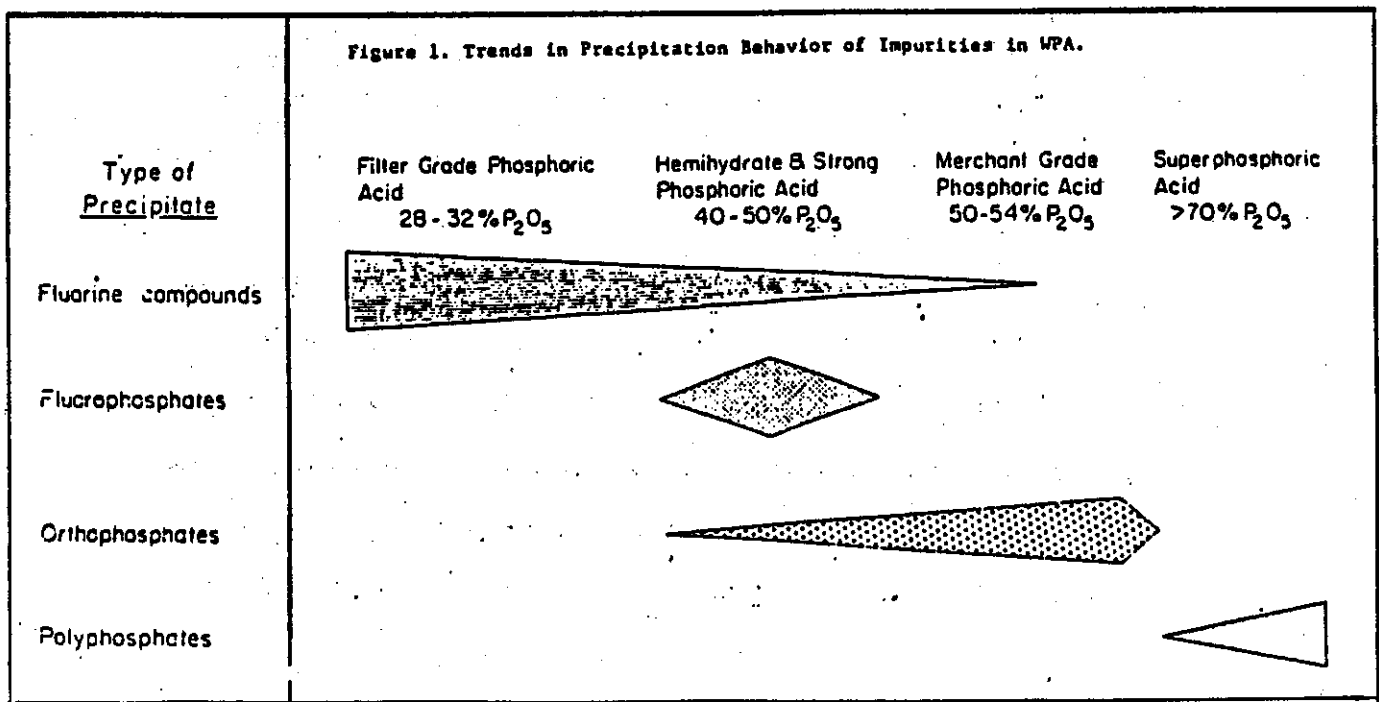 Figure 1. Trends in Precipitation Behavior of Impurities in WPA.
Type of
Precipitate
Filter Grade Phosphoric
Acid
28-32% P₂O₅
Hemihydrate & Strong
Phosphoric Acid
40-50% P₂O₅
Merchant Grade
Phosphoric Acid
50-54% P₂O₅
Superphosphoric
Acid
>70% P₂O₅
Fluorine compounds
Fluorophosphates
Orthophosphates
Polyphosphates